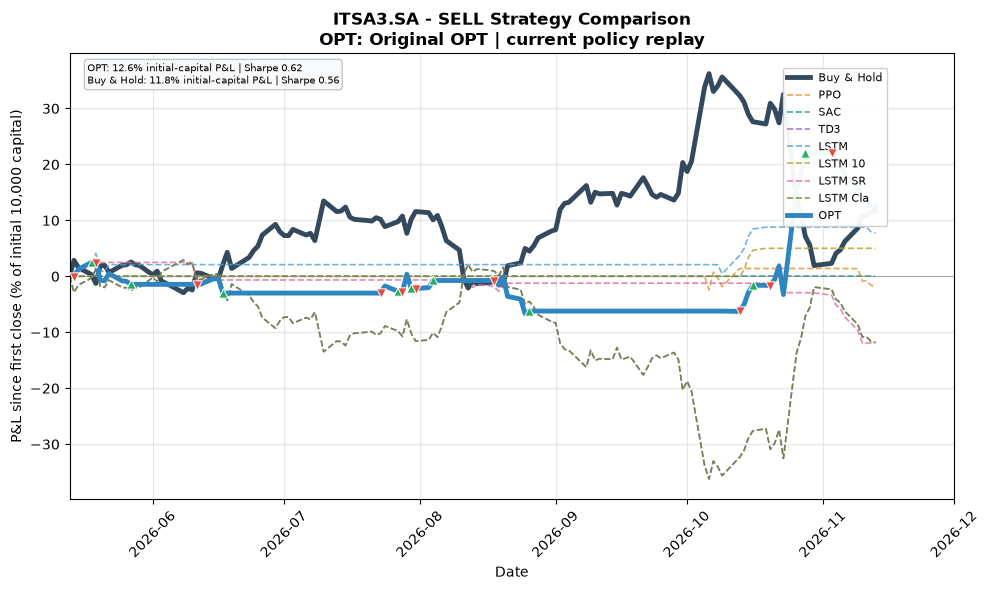 ITSA3.SA - SELL Strategy Comparison
OPT: Original OPT | current policy replay
OPT: 12.6% initial-capital P&L | Sharpe 0.62
Buy & Hold: 11.8% initial-capital P&L | Sharpe 0.56
Buy & Hold
PPO
SAC
TD3
LSTM
LSTM 10
LSTM SR
LSTM Cla
OPT
P&L since first close (% of initial 10,000 capital)
30
20
10
0
−10
−20
−30
2026-06
2026-07
2026-08
2026-09
2026-10
2026-11
2026-12
Date